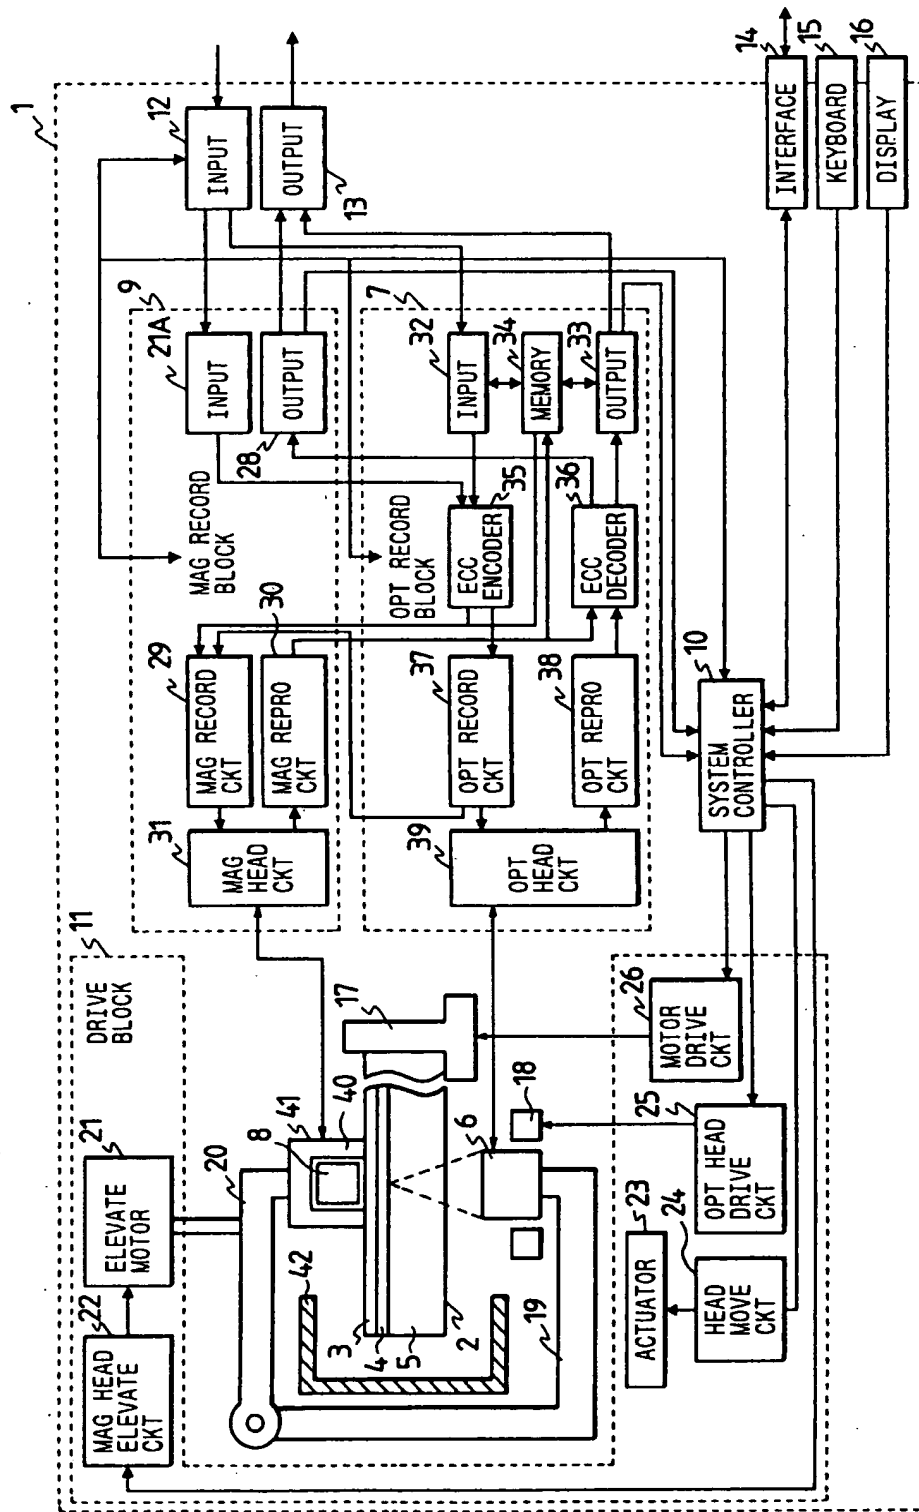 1
11
DRIVE
BLOCK
MAG HEAD
ELEVATE
CKT
22
ELEVATE
MOTOR
21
20
41
8
40
42
3
4
5
2
17
6
18
19
23
ACTUATOR
24
HEAD
MOVE
CKT
25
OPT HEAD
DRIVE
CKT
26
MOTOR
DRIVE
CKT
9
MAG RECORD
BLOCK
31
MAG HEAD
CKT
29
MAG RECORD
CKT
30
MAG REPRO
CKT
21A
INPUT
28
OUTPUT
7
OPT RECORD
BLOCK
39
OPT HEAD
CKT
37
OPT RECORD
CKT
38
OPT REPRO
CKT
35
ECC
ENCODER
36
ECC
DECODER
32
INPUT
34
MEMORY
33
OUTPUT
12
INPUT
13
OUTPUT
10
SYSTEM
CONTROLLER
14
INTERFACE
15
KEYBOARD
16
DISPLAY